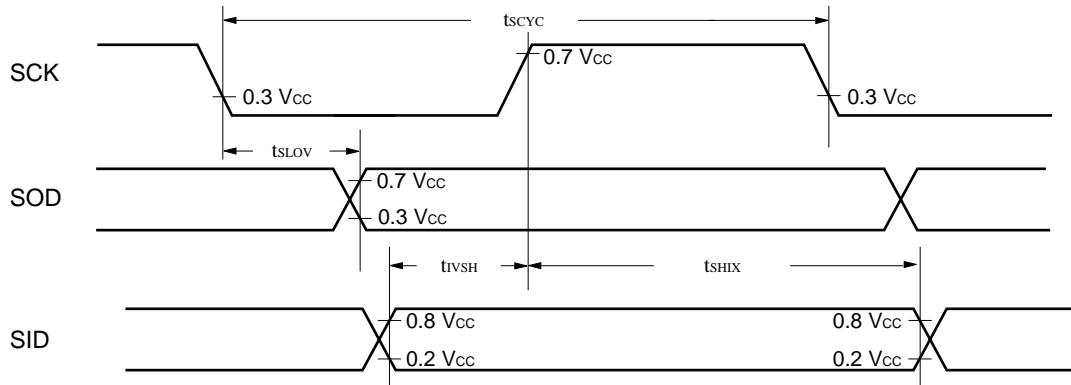 tSCYC
SCK
0.7 VCC
0.3 VCC
0.3 VCC
tSLOV
SOD
0.7 VCC
0.3 VCC
tIVSH
tSHIX
SID
0.8 VCC
0.8 VCC
0.2 VCC
0.2 VCC